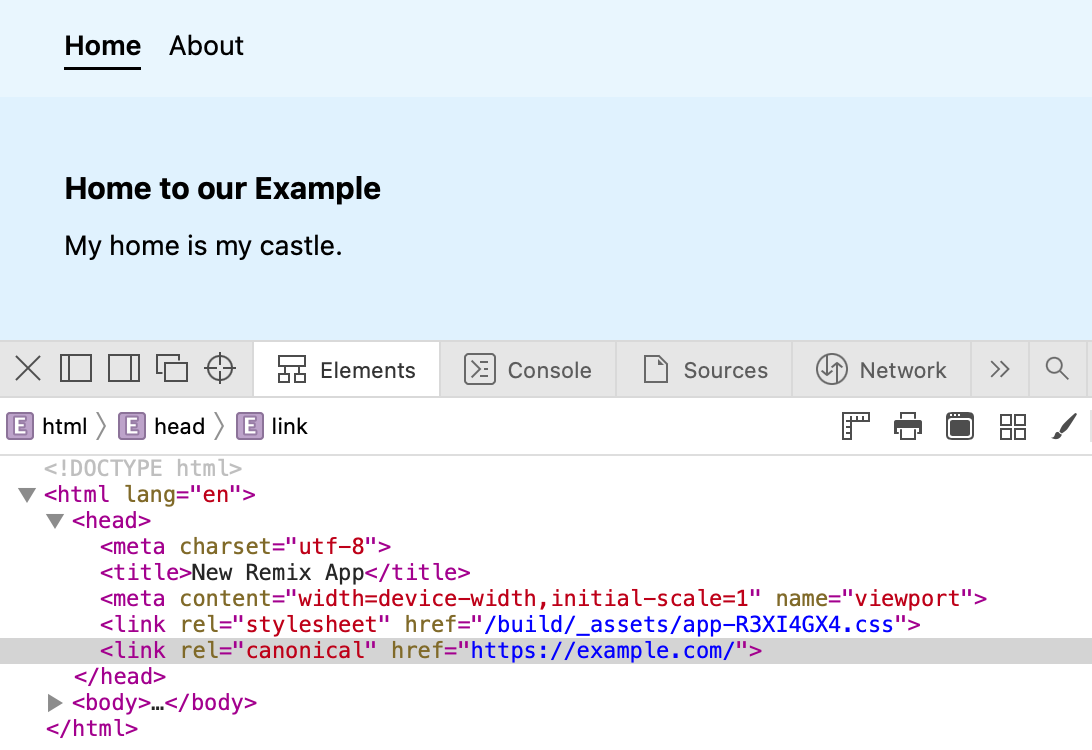 Home About
Home to our Example
My home is my castle.
Elements Console Sources Network
E html E head E link
<!DOCTYPE html>
<html lang="en">
<head>
<meta charset="utf-8">
<title>New Remix App</title>
<meta content="width=device-width,initial-scale=1" name="viewport">
<link rel="stylesheet" href="/build/_assets/app-R3XI4GX4.css">
<link rel="canonical" href="https://example.com/">
</head>
<body>…</body>
</html>